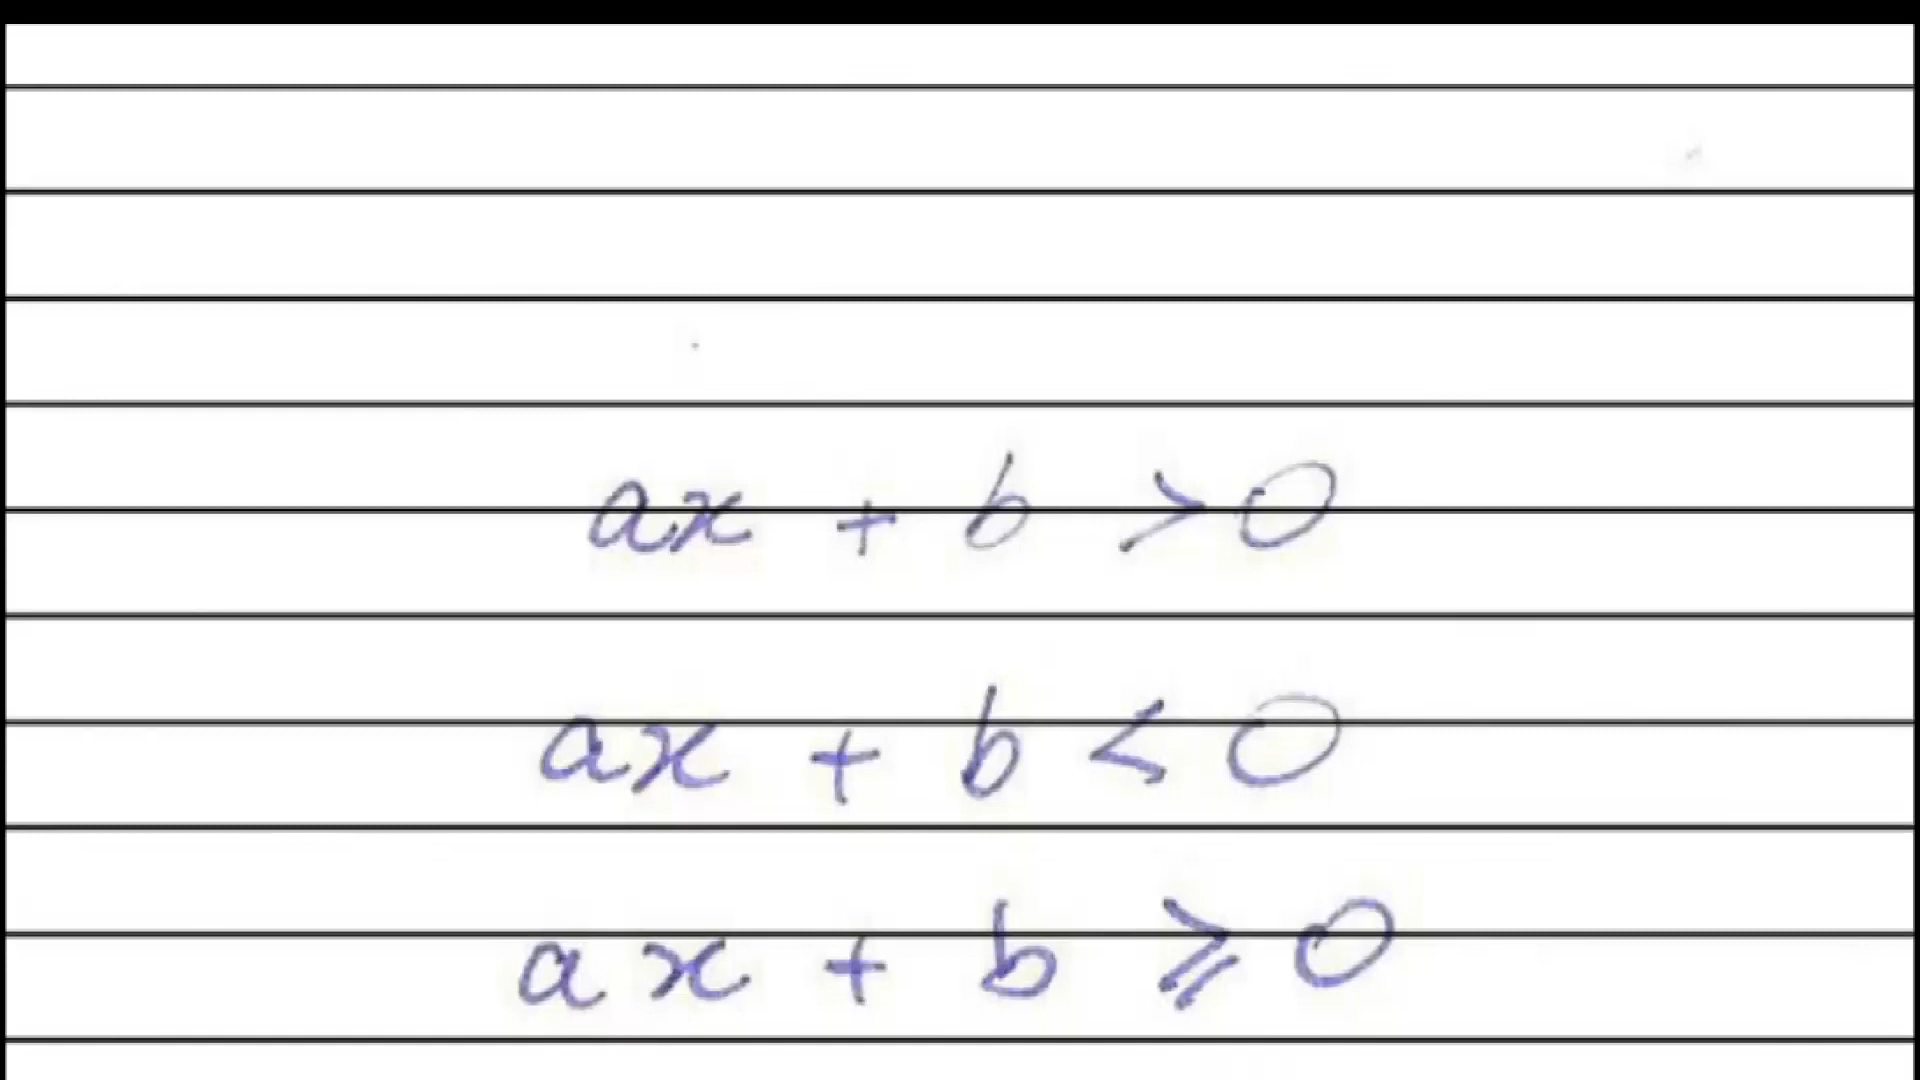 ax + b > 0
ax + b < 0
ax + b ⩾ 0